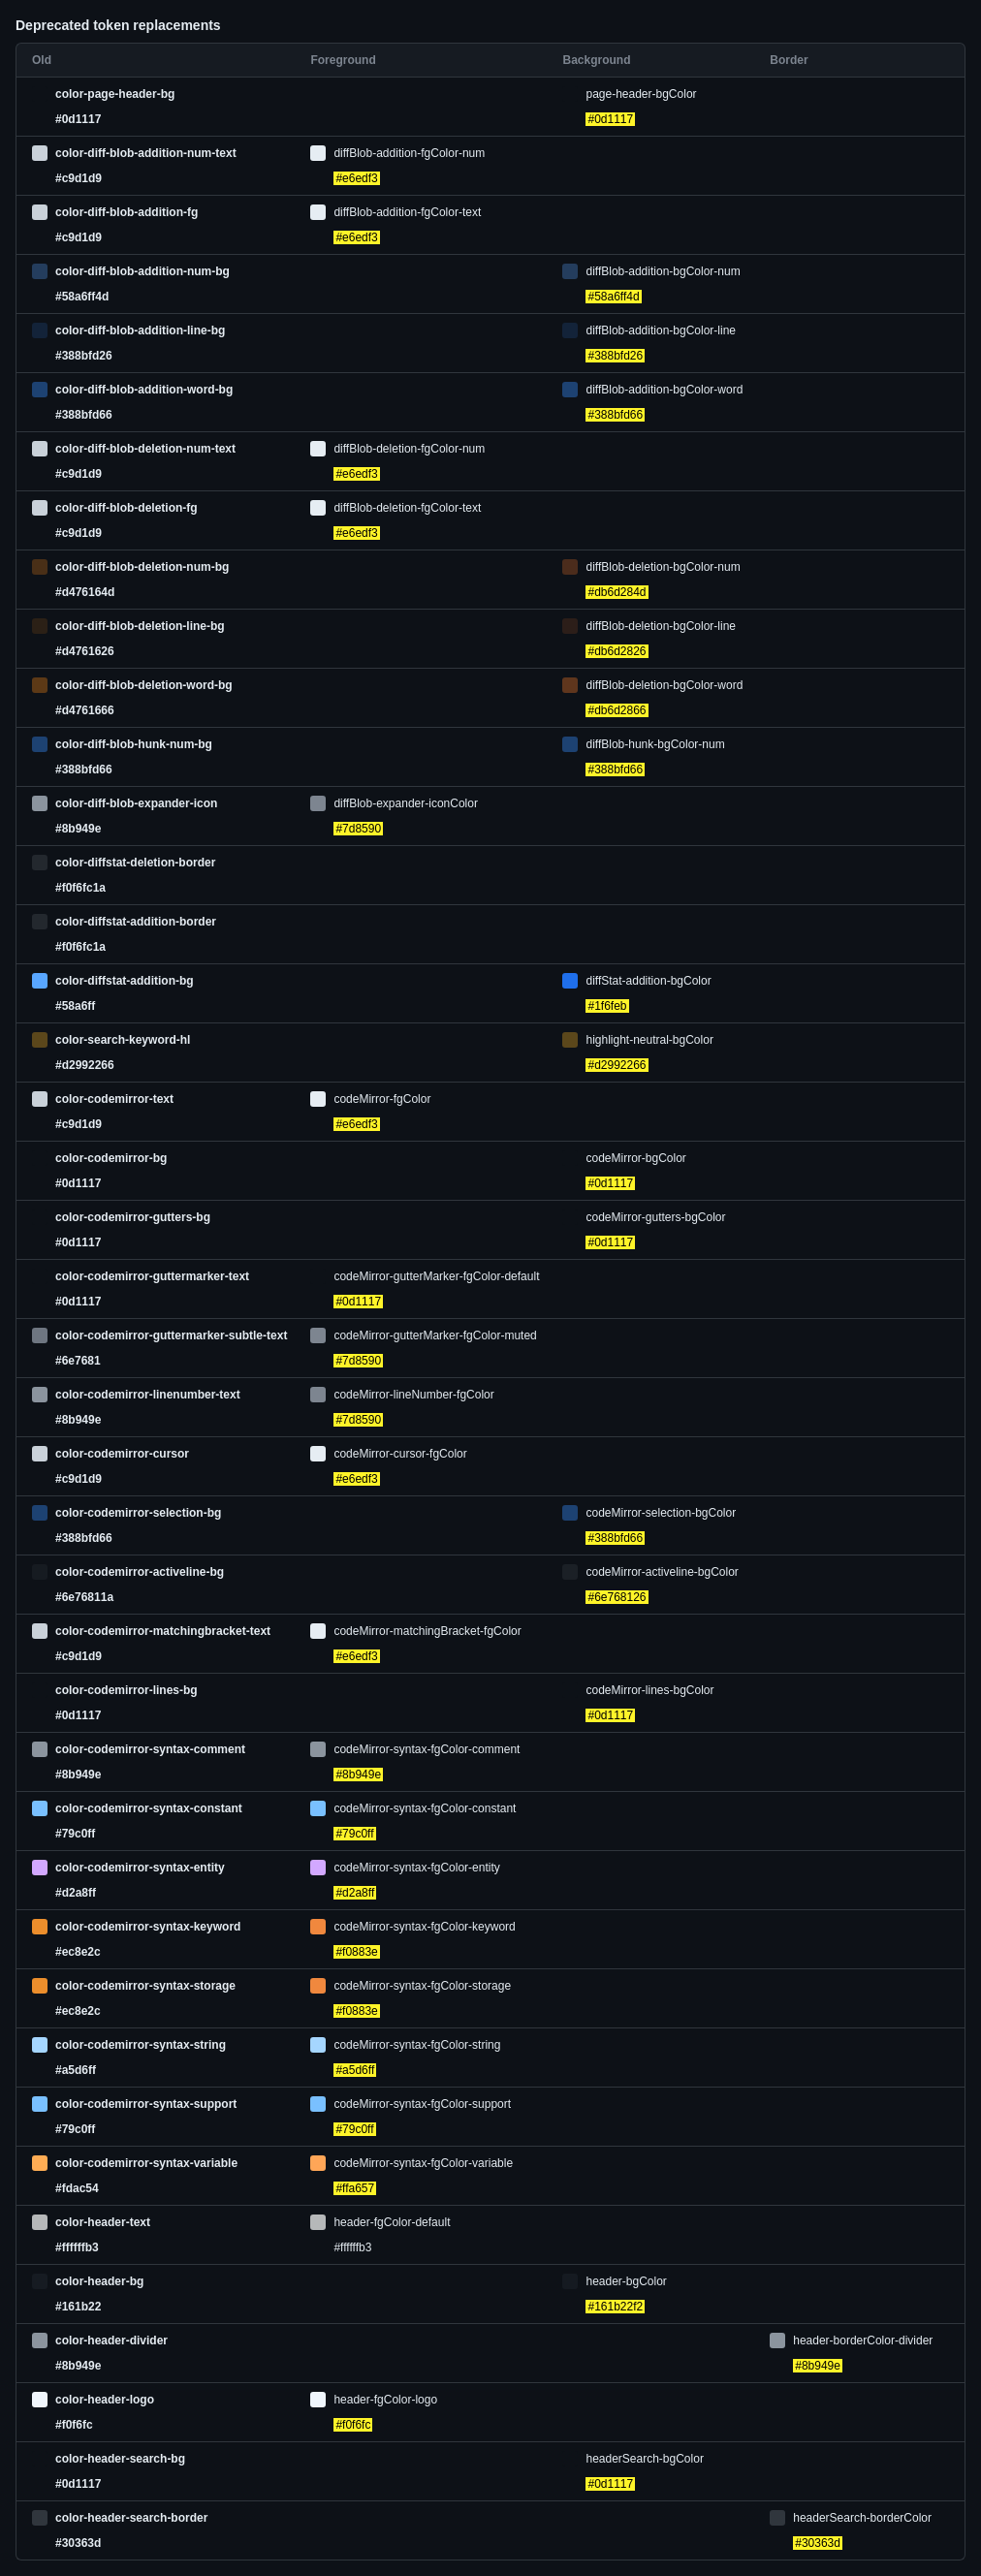 Deprecated token replacements
Old Foreground Background Border
color-page-header-bg page-header-bgColor
#0d1117 #0d1117
color-diff-blob-addition-num-text diffBlob-addition-fgColor-num
#c9d1d9 #e6edf3
color-diff-blob-addition-fg diffBlob-addition-fgColor-text
#c9d1d9 #e6edf3
color-diff-blob-addition-num-bg diffBlob-addition-bgColor-num
#58a6ff4d #58a6ff4d
color-diff-blob-addition-line-bg diffBlob-addition-bgColor-line
#388bfd26 #388bfd26
color-diff-blob-addition-word-bg diffBlob-addition-bgColor-word
#388bfd66 #388bfd66
color-diff-blob-deletion-num-text diffBlob-deletion-fgColor-num
#c9d1d9 #e6edf3
color-diff-blob-deletion-fg diffBlob-deletion-fgColor-text
#c9d1d9 #e6edf3
color-diff-blob-deletion-num-bg diffBlob-deletion-bgColor-num
#d476164d #db6d284d
color-diff-blob-deletion-line-bg diffBlob-deletion-bgColor-line
#d4761626 #db6d2826
color-diff-blob-deletion-word-bg diffBlob-deletion-bgColor-word
#d4761666 #db6d2866
color-diff-blob-hunk-num-bg diffBlob-hunk-bgColor-num
#388bfd66 #388bfd66
color-diff-blob-expander-icon diffBlob-expander-iconColor
#8b949e #7d8590
color-diffstat-deletion-border
#f0f6fc1a
color-diffstat-addition-border
#f0f6fc1a
color-diffstat-addition-bg diffStat-addition-bgColor
#58a6ff #1f6feb
color-search-keyword-hl highlight-neutral-bgColor
#d2992266 #d2992266
color-codemirror-text codeMirror-fgColor
#c9d1d9 #e6edf3
color-codemirror-bg codeMirror-bgColor
#0d1117 #0d1117
color-codemirror-gutters-bg codeMirror-gutters-bgColor
#0d1117 #0d1117
color-codemirror-guttermarker-text codeMirror-gutterMarker-fgColor-default
#0d1117 #0d1117
color-codemirror-guttermarker-subtle-text codeMirror-gutterMarker-fgColor-muted
#6e7681 #7d8590
color-codemirror-linenumber-text codeMirror-lineNumber-fgColor
#8b949e #7d8590
color-codemirror-cursor codeMirror-cursor-fgColor
#c9d1d9 #e6edf3
color-codemirror-selection-bg codeMirror-selection-bgColor
#388bfd66 #388bfd66
color-codemirror-activeline-bg codeMirror-activeline-bgColor
#6e76811a #6e768126
color-codemirror-matchingbracket-text codeMirror-matchingBracket-fgColor
#c9d1d9 #e6edf3
color-codemirror-lines-bg codeMirror-lines-bgColor
#0d1117 #0d1117
color-codemirror-syntax-comment codeMirror-syntax-fgColor-comment
#8b949e #8b949e
color-codemirror-syntax-constant codeMirror-syntax-fgColor-constant
#79c0ff #79c0ff
color-codemirror-syntax-entity codeMirror-syntax-fgColor-entity
#d2a8ff #d2a8ff
color-codemirror-syntax-keyword codeMirror-syntax-fgColor-keyword
#ec8e2c #f0883e
color-codemirror-syntax-storage codeMirror-syntax-fgColor-storage
#ec8e2c #f0883e
color-codemirror-syntax-string codeMirror-syntax-fgColor-string
#a5d6ff #a5d6ff
color-codemirror-syntax-support codeMirror-syntax-fgColor-support
#79c0ff #79c0ff
color-codemirror-syntax-variable codeMirror-syntax-fgColor-variable
#fdac54 #ffa657
color-header-text header-fgColor-default
#ffffffb3 #ffffffb3
color-header-bg header-bgColor
#161b22 #161b22f2
color-header-divider header-borderColor-divider
#8b949e #8b949e
color-header-logo header-fgColor-logo
#f0f6fc #f0f6fc
color-header-search-bg headerSearch-bgColor
#0d1117 #0d1117
color-header-search-border headerSearch-borderColor
#30363d #30363d